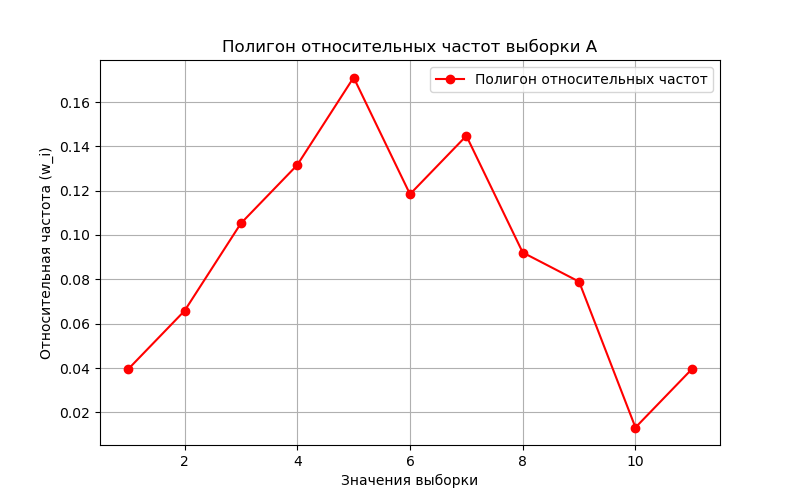 Полигон относительных частот выборки A
Полигон относительных частот
0.16
0.14
0.12
0.10
0.08
0.06
0.04
0.02
Относительная частота (w_i)
2 4 6 8 10
Значения выборки